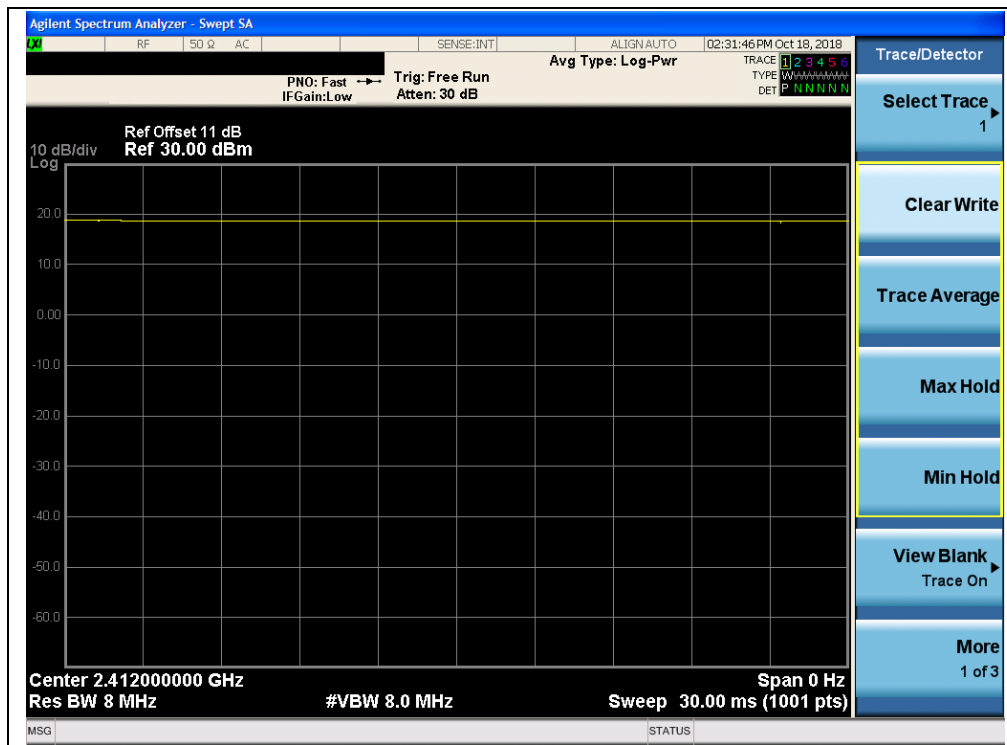 Agilent Spectrum Analyzer - Swept SA
LXI RF 50 Ω AC SENSE:INT ALIGN AUTO 02:31:46 PM Oct 18, 2018
PNO: Fast Trig: Free Run Avg Type: Log-Pwr TRACE 1 2 3 4 5 6
IFGain:Low Atten: 30 dB TYPE W
DET P N N N N N
Ref Offset 11 dB
10 dB/div Ref 30.00 dBm
Log
20.0
10.0
0.00
-10.0
-20.0
-30.0
-40.0
-50.0
-60.0
Center 2.412000000 GHz Span 0 Hz
Res BW 8 MHz #VBW 8.0 MHz Sweep 30.00 ms (1001 pts)
MSG STATUS
Trace/Detector
Select Trace
1
Clear Write
Trace Average
Max Hold
Min Hold
View Blank
Trace On
More
1 of 3